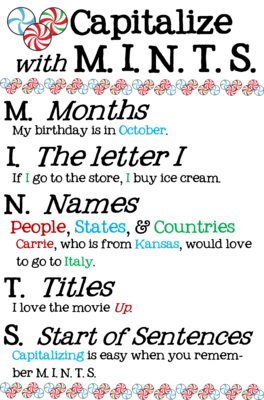 Capitalize
with M. I. N. T. S.
M. Months
My birthday is in October.
I. The letter I
If I go to the store, I buy ice cream.
N. Names
People, States, & Countries
Carrie, who is from Kansas, would love
to go to Italy.
T. Titles
I love the movie Up.
S. Start of Sentences
Capitalizing is easy when you remem-
ber M. I. N. T. S.